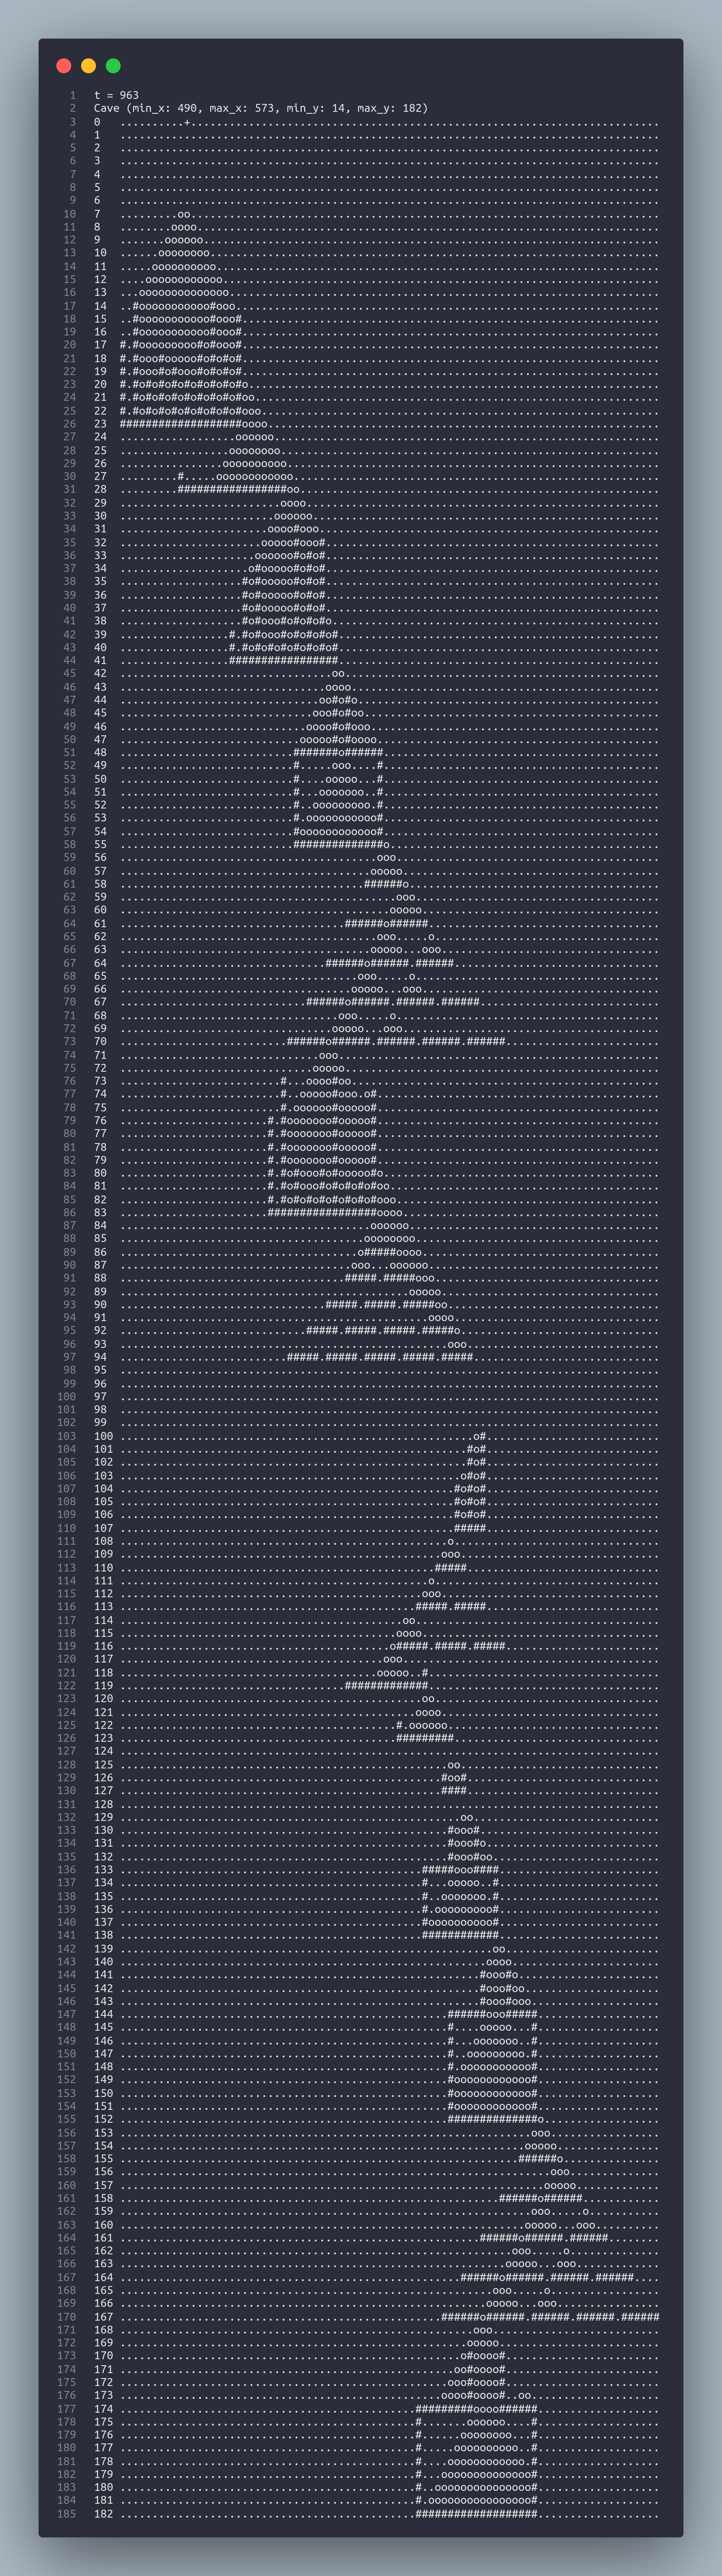 1 t = 963
2 Cave (min_x: 490, max_x: 573, min_y: 14, max_y: 182)
3 0 ..........+.........................................................................
4 1 ....................................................................................
5 2 ....................................................................................
6 3 ....................................................................................
7 4 ....................................................................................
8 5 ....................................................................................
9 6 ....................................................................................
10 7 .........oo.........................................................................
11 8 ........oooo........................................................................
12 9 .......oooooo.......................................................................
13 10 ......oooooooo......................................................................
14 11 .....oooooooooo.....................................................................
15 12 ....oooooooooooo....................................................................
16 13 ...oooooooooooooo...................................................................
17 14 ..#ooooooooooo#ooo..................................................................
18 15 ..#ooooooooooo#ooo#.................................................................
19 16 ..#ooooooooooo#ooo#.................................................................
20 17 #.#ooooooooo#o#ooo#.................................................................
21 18 #.#ooo#ooooo#o#o#o#.................................................................
22 19 #.#ooo#o#ooo#o#o#o#.................................................................
23 20 #.#o#o#o#o#o#o#o#o#o................................................................
24 21 #.#o#o#o#o#o#o#o#o#oo...............................................................
25 22 #.#o#o#o#o#o#o#o#o#ooo..............................................................
26 23 ###################oooo.............................................................
27 24 ..................oooooo............................................................
28 25 .................oooooooo...........................................................
29 26 ................oooooooooo..........................................................
30 27 .........#.....oooooooooooo.........................................................
31 28 .........#################oo........................................................
32 29 .........................oooo.......................................................
33 30 ........................oooooo......................................................
34 31 .......................oooo#ooo.....................................................
35 32 ......................ooooo#ooo#....................................................
36 33 .....................oooooo#o#o#....................................................
37 34 ....................o#ooooo#o#o#....................................................
38 35 ...................#o#ooooo#o#o#....................................................
39 36 ...................#o#ooooo#o#o#....................................................
40 37 ...................#o#ooooo#o#o#....................................................
41 38 ...................#o#ooo#o#o#o#o...................................................
42 39 .................#.#o#ooo#o#o#o#o#..................................................
43 40 .................#.#o#o#o#o#o#o#o#..................................................
44 41 .................#################..................................................
45 42 .................................oo.................................................
46 43 ................................oooo................................................
47 44 ...............................oo#o#o...............................................
48 45 ..............................ooo#o#oo..............................................
49 46 .............................oooo#o#ooo.............................................
50 47 ............................ooooo#o#oooo............................................
51 48 ...........................#######o######...........................................
52 49 ...........................#.....ooo....#...........................................
53 50 ...........................#....ooooo...#...........................................
54 51 ...........................#...ooooooo..#...........................................
55 52 ...........................#..ooooooooo.#...........................................
56 53 ...........................#.ooooooooooo#...........................................
57 54 ...........................#oooooooooooo#...........................................
58 55 ...........................##############o..........................................
59 56 ........................................ooo.........................................
60 57 .......................................ooooo........................................
61 58 ......................................######o.......................................
62 59 ...........................................ooo......................................
63 60 ..........................................ooooo.....................................
64 61 ...................................######o######....................................
65 62 ........................................ooo.....o...................................
66 63 .......................................ooooo...ooo..................................
67 64 ................................######o######.######................................
68 65 .....................................ooo.....o......................................
69 66 ....................................ooooo...ooo.....................................
70 67 .............................######o######.######.######............................
71 68 ..................................ooo.....o.........................................
72 69 .................................ooooo...ooo........................................
73 70 ..........................######o######.######.######.######........................
74 71 ...............................ooo..................................................
75 72 ..............................ooooo.................................................
76 73 .........................#...oooo#oo................................................
77 74 .........................#..ooooo#ooo.o#............................................
78 75 .........................#.oooooo#ooooo#............................................
79 76 .......................#.#ooooooo#ooooo#............................................
80 77 .......................#.#ooooooo#ooooo#............................................
81 78 .......................#.#ooooooo#ooooo#............................................
82 79 .......................#.#ooooooo#ooooo#............................................
83 80 .......................#.#o#ooo#o#ooooo#o...........................................
84 81 .......................#.#o#ooo#o#o#o#o#oo..........................................
85 82 .......................#.#o#o#o#o#o#o#o#ooo.........................................
86 83 .......................#################oooo........................................
87 84 .......................................oooooo.......................................
88 85 ......................................oooooooo......................................
89 86 .....................................o#####oooo.....................................
90 87 ....................................ooo...oooooo....................................
91 88 ...................................#####.#####ooo...................................
92 89 .............................................ooooo..................................
93 90 ................................#####.#####.#####oo.................................
94 91 ................................................oooo................................
95 92 .............................#####.#####.#####.#####o...............................
96 93 ...................................................ooo..............................
97 94 ..........................#####.#####.#####.#####.#####.............................
98 95 ....................................................................................
99 96 ....................................................................................
100 97 ....................................................................................
101 98 ....................................................................................
102 99 ....................................................................................
103 100 .......................................................o#...........................
104 101 ......................................................#o#...........................
105 102 ......................................................#o#...........................
106 103 .....................................................o#o#...........................
107 104 ....................................................#o#o#...........................
108 105 ....................................................#o#o#...........................
109 106 ....................................................#o#o#...........................
110 107 ....................................................#####...........................
111 108 ...................................................o................................
112 109 ..................................................ooo...............................
113 110 .................................................#####..............................
114 111 ................................................o...................................
115 112 ...............................................ooo..................................
116 113 ..............................................#####.#####...........................
117 114 ............................................oo......................................
118 115 ...........................................oooo.....................................
119 116 ..........................................o#####.#####.#####........................
120 117 .........................................ooo........................................
121 118 ........................................ooooo..#....................................
122 119 ...................................#############....................................
123 120 ...............................................oo...................................
124 121 ..............................................oooo..................................
125 122 ...........................................#.oooooo.................................
126 123 ...........................................#########................................
127 124 ....................................................................................
128 125 ...................................................oo...............................
129 126 ..................................................#oo#..............................
130 127 ..................................................####..............................
131 128 ....................................................................................
132 129 .....................................................oo.............................
133 130 ...................................................#ooo#............................
134 131 ...................................................#ooo#o...........................
135 132 ...................................................#ooo#oo..........................
136 133 ...............................................#####ooo####.........................
137 134 ...............................................#...ooooo..#.........................
138 135 ...............................................#..ooooooo.#.........................
139 136 ...............................................#.ooooooooo#.........................
140 137 ...............................................#oooooooooo#.........................
141 138 ...............................................############.........................
142 139 ..........................................................oo........................
143 140 .........................................................oooo.......................
144 141 ........................................................#ooo#o......................
145 142 ........................................................#ooo#oo.....................
146 143 ........................................................#ooo#ooo....................
147 144 ...................................................######ooo#####...................
148 145 ...................................................#....ooooo...#...................
149 146 ...................................................#...ooooooo..#...................
150 147 ...................................................#..ooooooooo.#...................
151 148 ...................................................#.ooooooooooo#...................
152 149 ...................................................#oooooooooooo#...................
153 150 ...................................................#oooooooooooo#...................
154 151 ...................................................#oooooooooooo#...................
155 152 ...................................................##############o..................
156 153 ................................................................ooo.................
157 154 ...............................................................ooooo................
158 155 ..............................................................######o...............
159 156 ...................................................................ooo..............
160 157 ..................................................................ooooo.............
161 158 ...........................................................######o######............
162 159 ................................................................ooo.....o...........
163 160 ...............................................................ooooo...ooo..........
164 161 ........................................................######o######.######........
165 162 .............................................................ooo.....o..............
166 163 ............................................................ooooo...ooo.............
167 164 .....................................................######o######.######.######....
168 165 ..........................................................ooo.....o.................
169 166 .........................................................ooooo...ooo................
170 167 ..................................................######o######.######.######.######
171 168 .......................................................ooo..........................
172 169 ......................................................ooooo.........................
173 170 .....................................................o#oooo#........................
174 171 ....................................................oo#oooo#........................
175 172 ...................................................ooo#oooo#........................
176 173 ..................................................oooo#oooo#..oo....................
177 174 ..............................................#########oooo######...................
178 175 ..............................................#.......oooooo....#...................
179 176 ..............................................#......oooooooo...#...................
180 177 ..............................................#.....oooooooooo..#...................
181 178 ..............................................#....oooooooooooo.#...................
182 179 ..............................................#...oooooooooooooo#...................
183 180 ..............................................#..ooooooooooooooo#...................
184 181 ..............................................#.oooooooooooooooo#...................
185 182 ..............................................###################...................